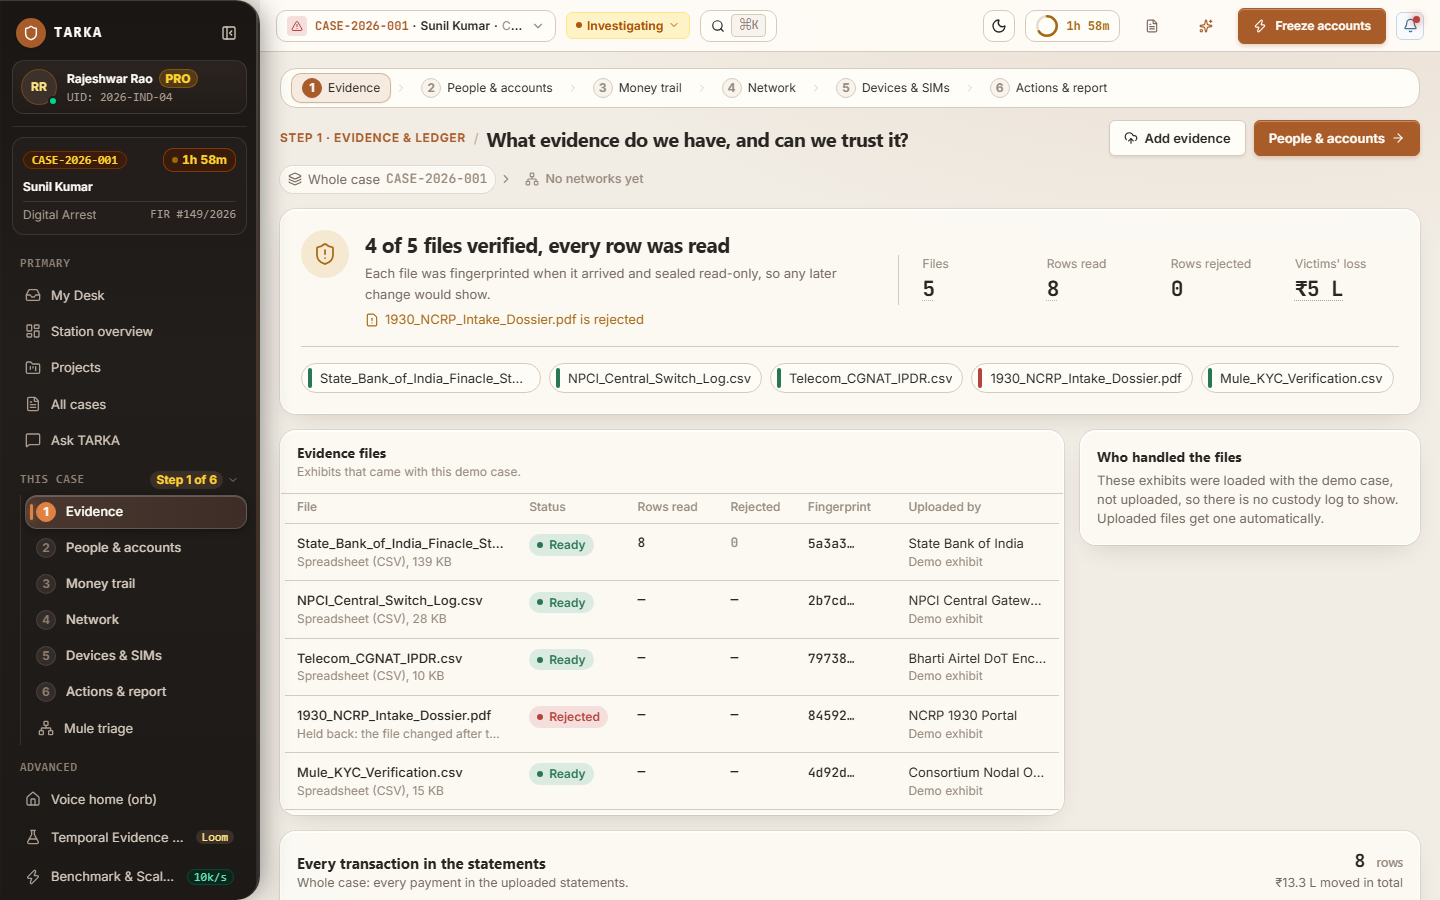 TARKA
RR
Rajeshwar Rao PRO
UID: 2026-IND-04
CASE-2026-001
1h 58m
Sunil Kumar
Digital Arrest
FIR #149/2026
PRIMARY
My Desk
Station overview
Projects
All cases
Ask TARKA
THIS CASE
Step 1 of 6
1 Evidence
2 People & accounts
3 Money trail
4 Network
5 Devices & SIMs
6 Actions & report
Mule triage
ADVANCED
Voice home (orb)
Temporal Evidence ... Loom
Benchmark & Scal... 10k/s
CASE-2026-001 · Sunil Kumar · C...
Investigating
⌘K
1h 58m
Freeze accounts
1 Evidence
2 People & accounts
3 Money trail
4 Network
5 Devices & SIMs
6 Actions & report
STEP 1 · EVIDENCE & LEDGER / What evidence do we have, and can we trust it?
Add evidence
People & accounts →
Whole case CASE-2026-001
No networks yet
4 of 5 files verified, every row was read
Each file was fingerprinted when it arrived and sealed read-only, so any later
change would show.
1930_NCRP_Intake_Dossier.pdf is rejected
Files
5
Rows read
8
Rows rejected
0
Victims' loss
₹5 L
State_Bank_of_India_Finacle_St...
NPCI_Central_Switch_Log.csv
Telecom_CGNAT_IPDR.csv
1930_NCRP_Intake_Dossier.pdf
Mule_KYC_Verification.csv
Evidence files
Exhibits that came with this demo case.
File Status Rows read Rejected Fingerprint Uploaded by
State_Bank_of_India_Finacle_St... Ready 8 0 5a3a3… State Bank of India
Spreadsheet (CSV), 139 KB Demo exhibit
NPCI_Central_Switch_Log.csv Ready — — 2b7cd… NPCI Central Gatew...
Spreadsheet (CSV), 28 KB Demo exhibit
Telecom_CGNAT_IPDR.csv Ready — — 79738… Bharti Airtel DoT Enc...
Spreadsheet (CSV), 10 KB Demo exhibit
1930_NCRP_Intake_Dossier.pdf Rejected — — 84592… NCRP 1930 Portal
Held back: the file changed after t... Demo exhibit
Mule_KYC_Verification.csv Ready — — 4d92d… Consortium Nodal O...
Spreadsheet (CSV), 15 KB Demo exhibit
Who handled the files
These exhibits were loaded with the demo case,
not uploaded, so there is no custody log to show.
Uploaded files get one automatically.
Every transaction in the statements
Whole case: every payment in the uploaded statements.
8 rows
₹13.3 L moved in total